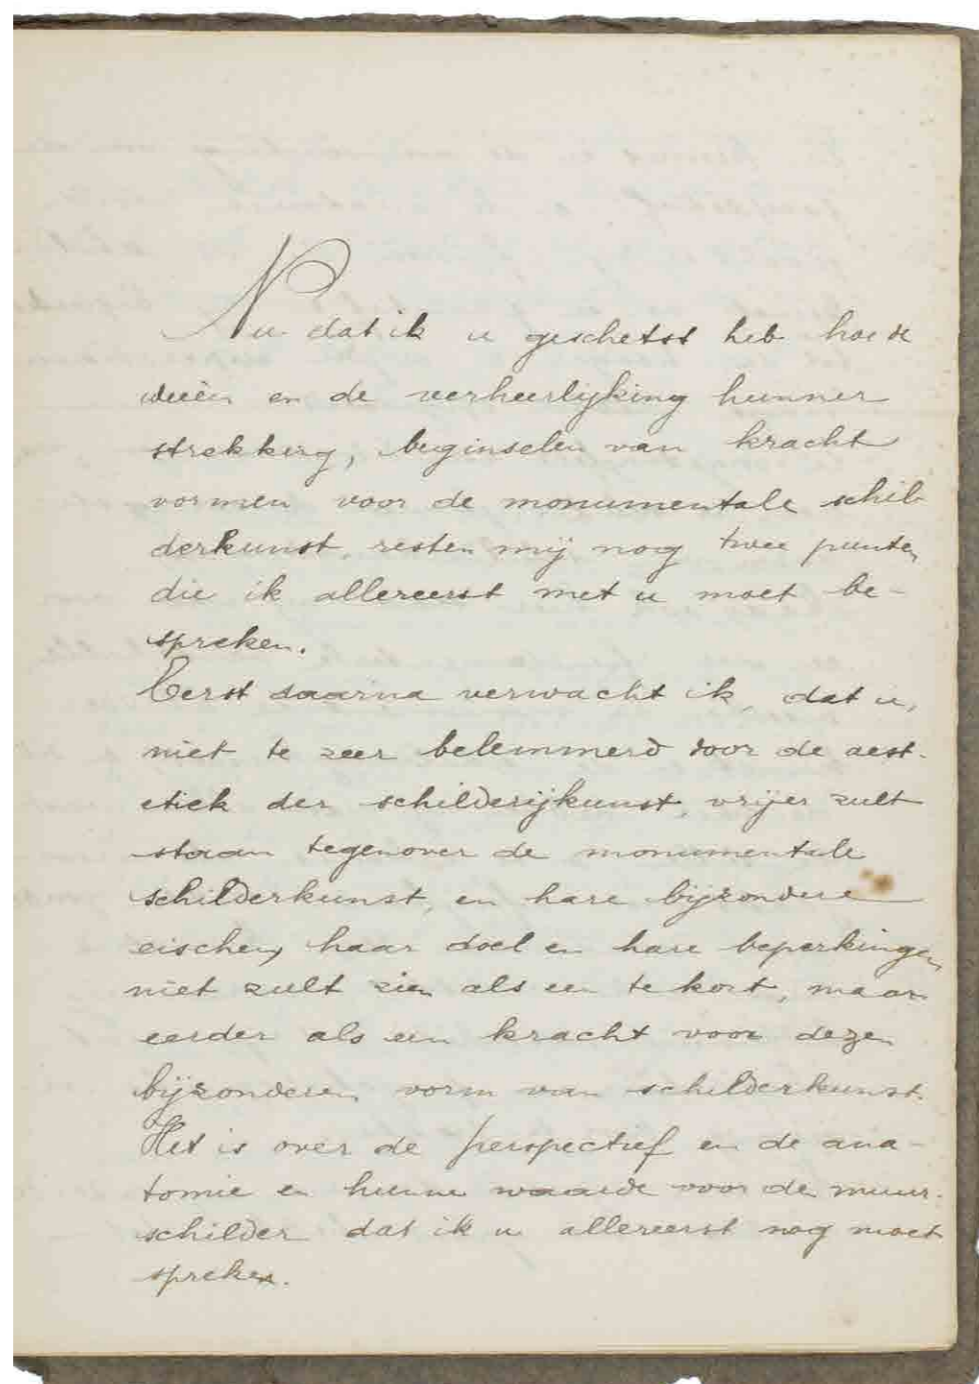 Nu dat ik u geschetst heb hoe de
ideeën en de verheerlijking hunner
strekking, beginselen van kracht
vormen voor de monumentale schil-
derkunst, resten mij nog twee punten
die ik allereerst met u moet be-
spreken.
Eerst daarna verwacht ik, dat u,
niet te zeer belemmerd door de aest-
etiek der schilderijkunst, vrijer zult
staan tegenover de monumentale
schilderkunst, en hare bijzondere
eischen, haar doel en hare beperkingen
niet zult zien als een te kort, maar
eerder als een kracht voor dezen
bijzonderen vorm van schilderkunst.
Het is over de perspectief en de ana-
tomie en hunne waarde voor den muur-
schilder dat ik u allereerst nog moet
spreken.